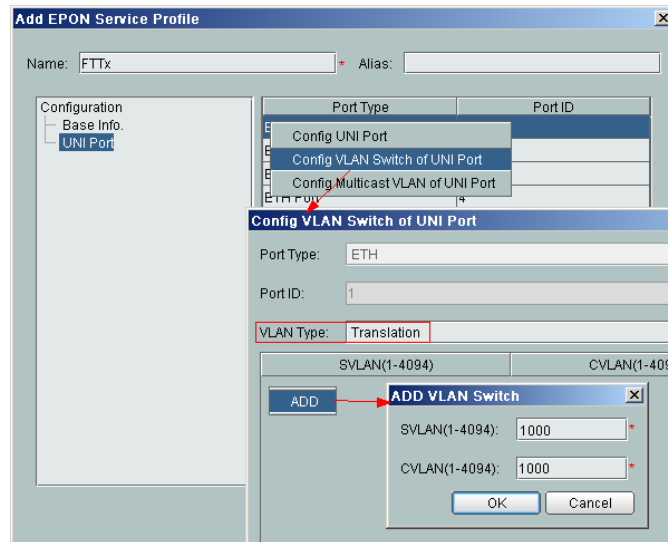 Add EPON Service Profile
Name: FTTx * Alias:
Configuration
Base Info.
UNI Port
Port Type Port ID
Config UNI Port
Config VLAN Switch of UNI Port
Config Multicast VLAN of UNI Port
ETH Port 4
Config VLAN Switch of UNI Port
Port Type: ETH
Port ID: 1
VLAN Type: Translation
SVLAN(1-4094) CVLAN(1-409
ADD
ADD VLAN Switch
SVLAN(1-4094): 1000 *
CVLAN(1-4094): 1000 *
OK Cancel